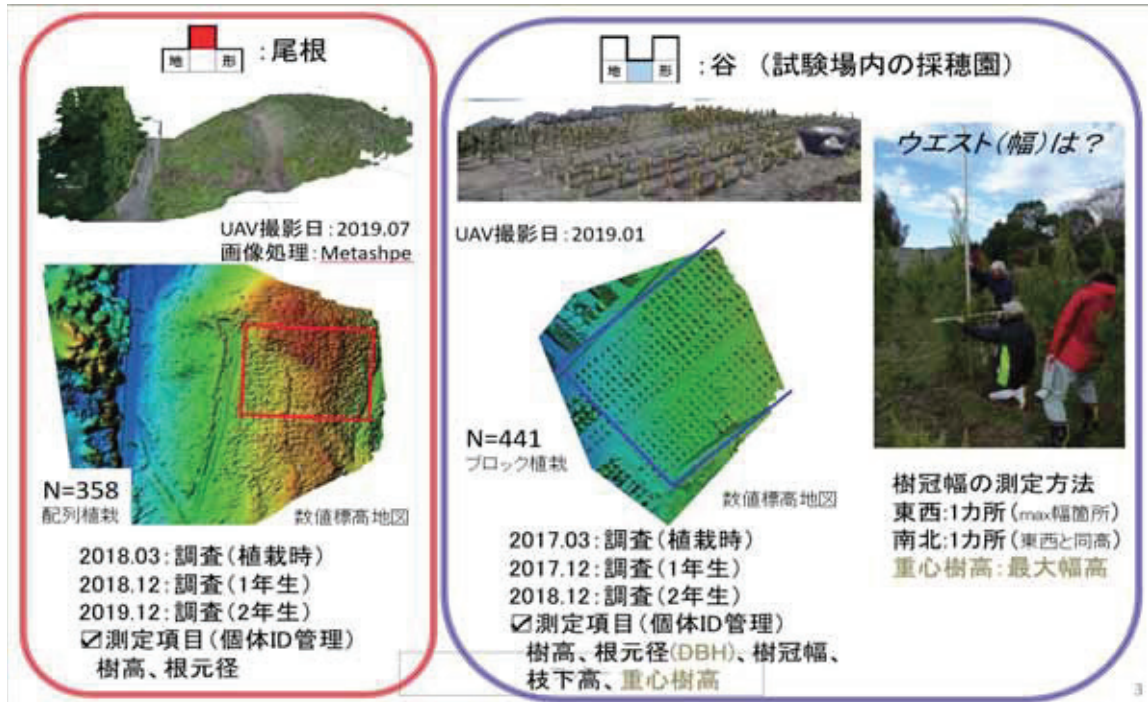 地 形 :尾根
UAV撮影日:2019.07
画像処理:Metashpe
N=358
配列植栽
数値標高地図
2018.03:調査(植栽時)
2018.12:調査(1年生)
2019.12:調査(2年生)
☑測定項目(個体ID管理)
樹高、根元径
地 形 :谷 (試験場内の採穂園)
UAV撮影日:2019.01
N=441
ブロック植栽
数値標高地図
2017.03:調査(植栽時)
2017.12:調査(1年生)
2018.12:調査(2年生)
☑測定項目(個体ID管理)
樹高、根元径(DBH)、樹冠幅、
枝下高、重心樹高
ウエスト(幅)は?
樹冠幅の測定方法
東西:1カ所(max幅箇所)
南北:1カ所(東西と同高)
重心樹高:最大幅高
3